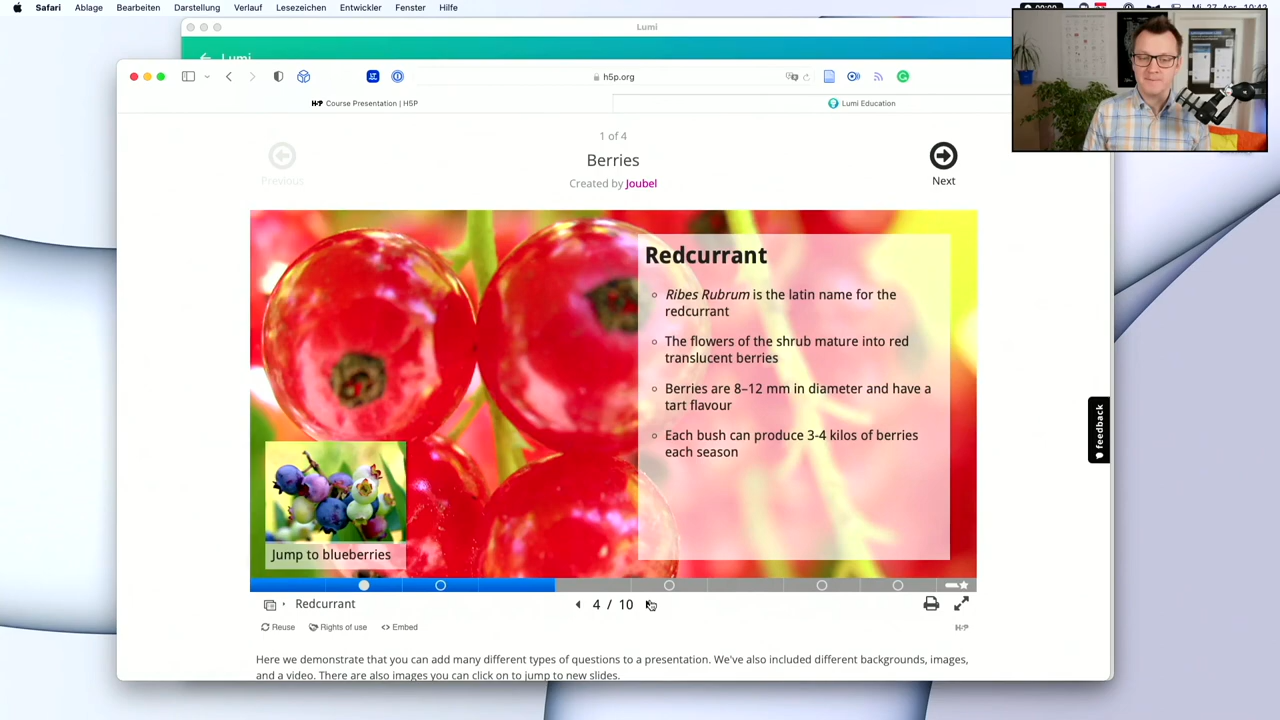 Safari Ablage Bearbeiten Darstellung Verlauf Lesezeichen Entwickler Fenster Hilfe
Lumi
Lumi
h5p.org
H-P Course Presentation | H5P
Lumi Education
1 of 4
Berries
Created by Joubel
Previous
Next
Redcurrant
Ribes Rubrum is the latin name for the
redcurrant
The flowers of the shrub mature into red
translucent berries
Berries are 8–12 mm in diameter and have a
tart flavour
Each bush can produce 3-4 kilos of berries
each season
Jump to blueberries
feedback
Redcurrant
4 / 10
Reuse Rights of use <> Embed
H-P
Here we demonstrate that you can add many different types of questions to a presentation. We've also included different backgrounds, images,
and a video. There are also images you can click on to jump to new slides.